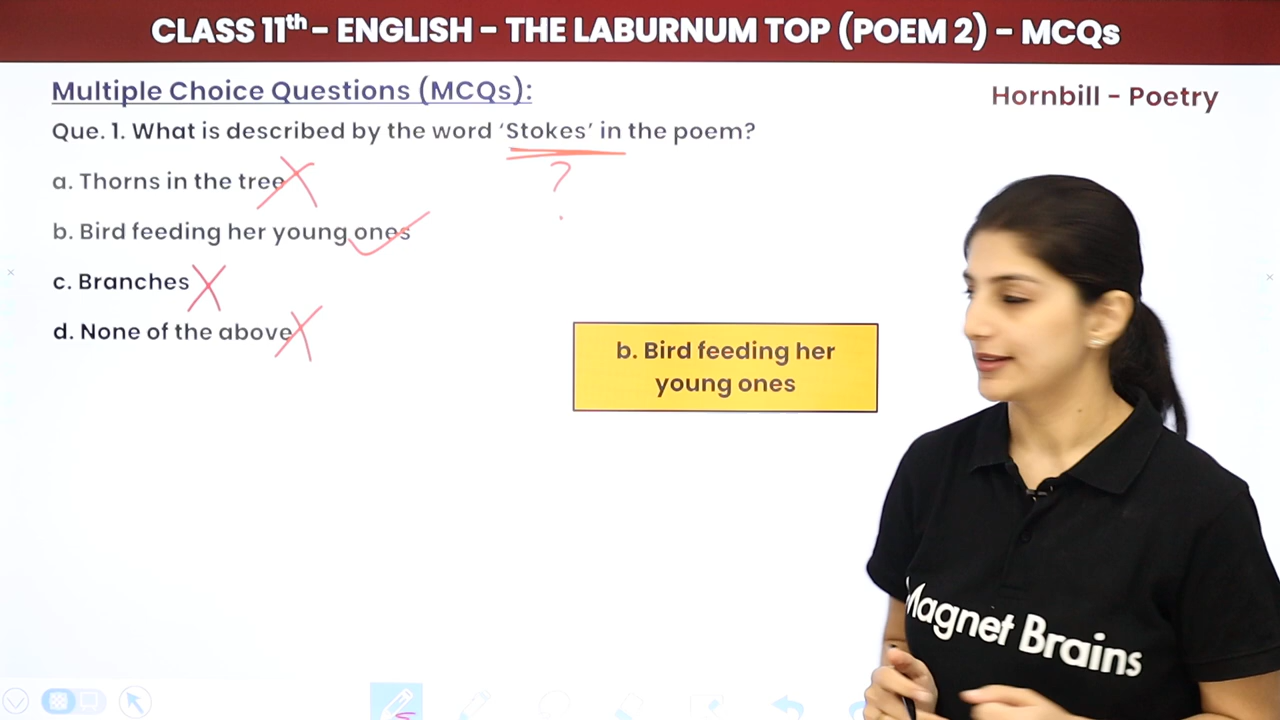 CLASS 11th – ENGLISH – THE LABURNUM TOP (POEM 2) – MCQs
Multiple Choice Questions (MCQs):
Hornbill – Poetry
Que. 1. What is described by the word ‘Stokes’ in the poem?
?
a. Thorns in the tree
b. Bird feeding her young ones
c. Branches
d. None of the above
b. Bird feeding her
young ones
Magnet Brains